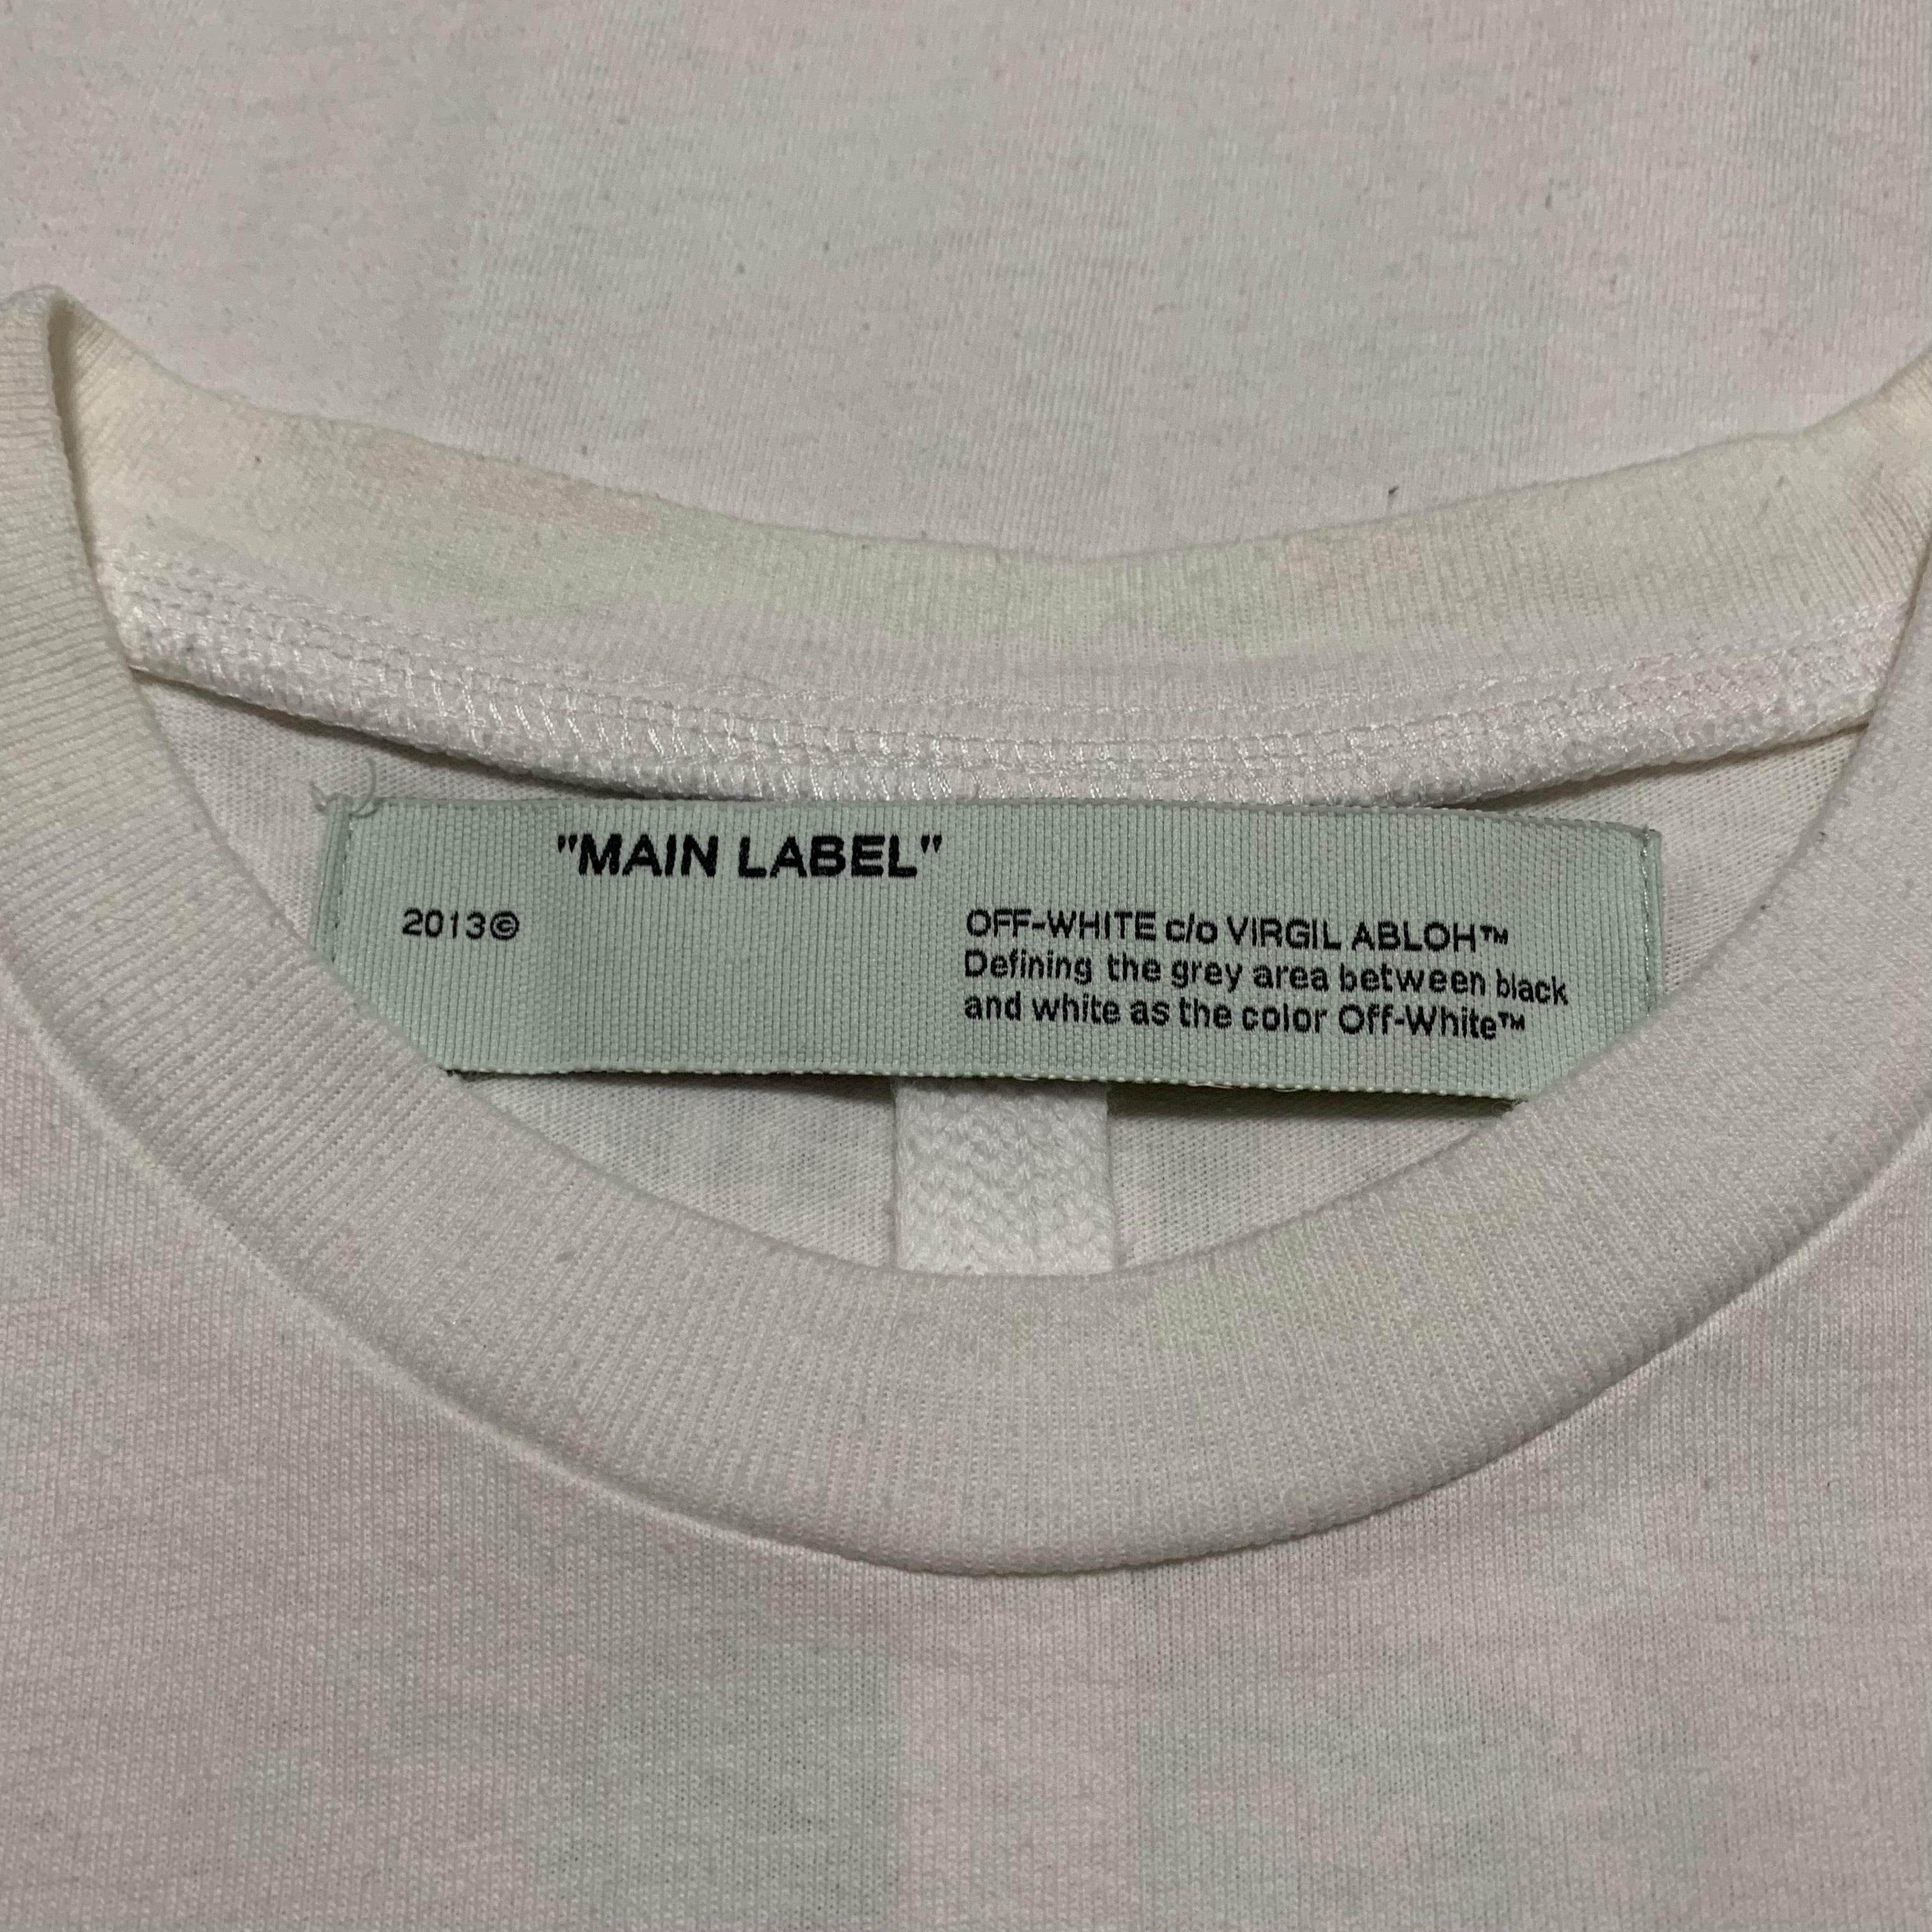 "MAIN LABEL"
2013©
OFF-WHITE c/o VIRGIL ABLOH™
Defining the grey area between black
and white as the color Off-White™